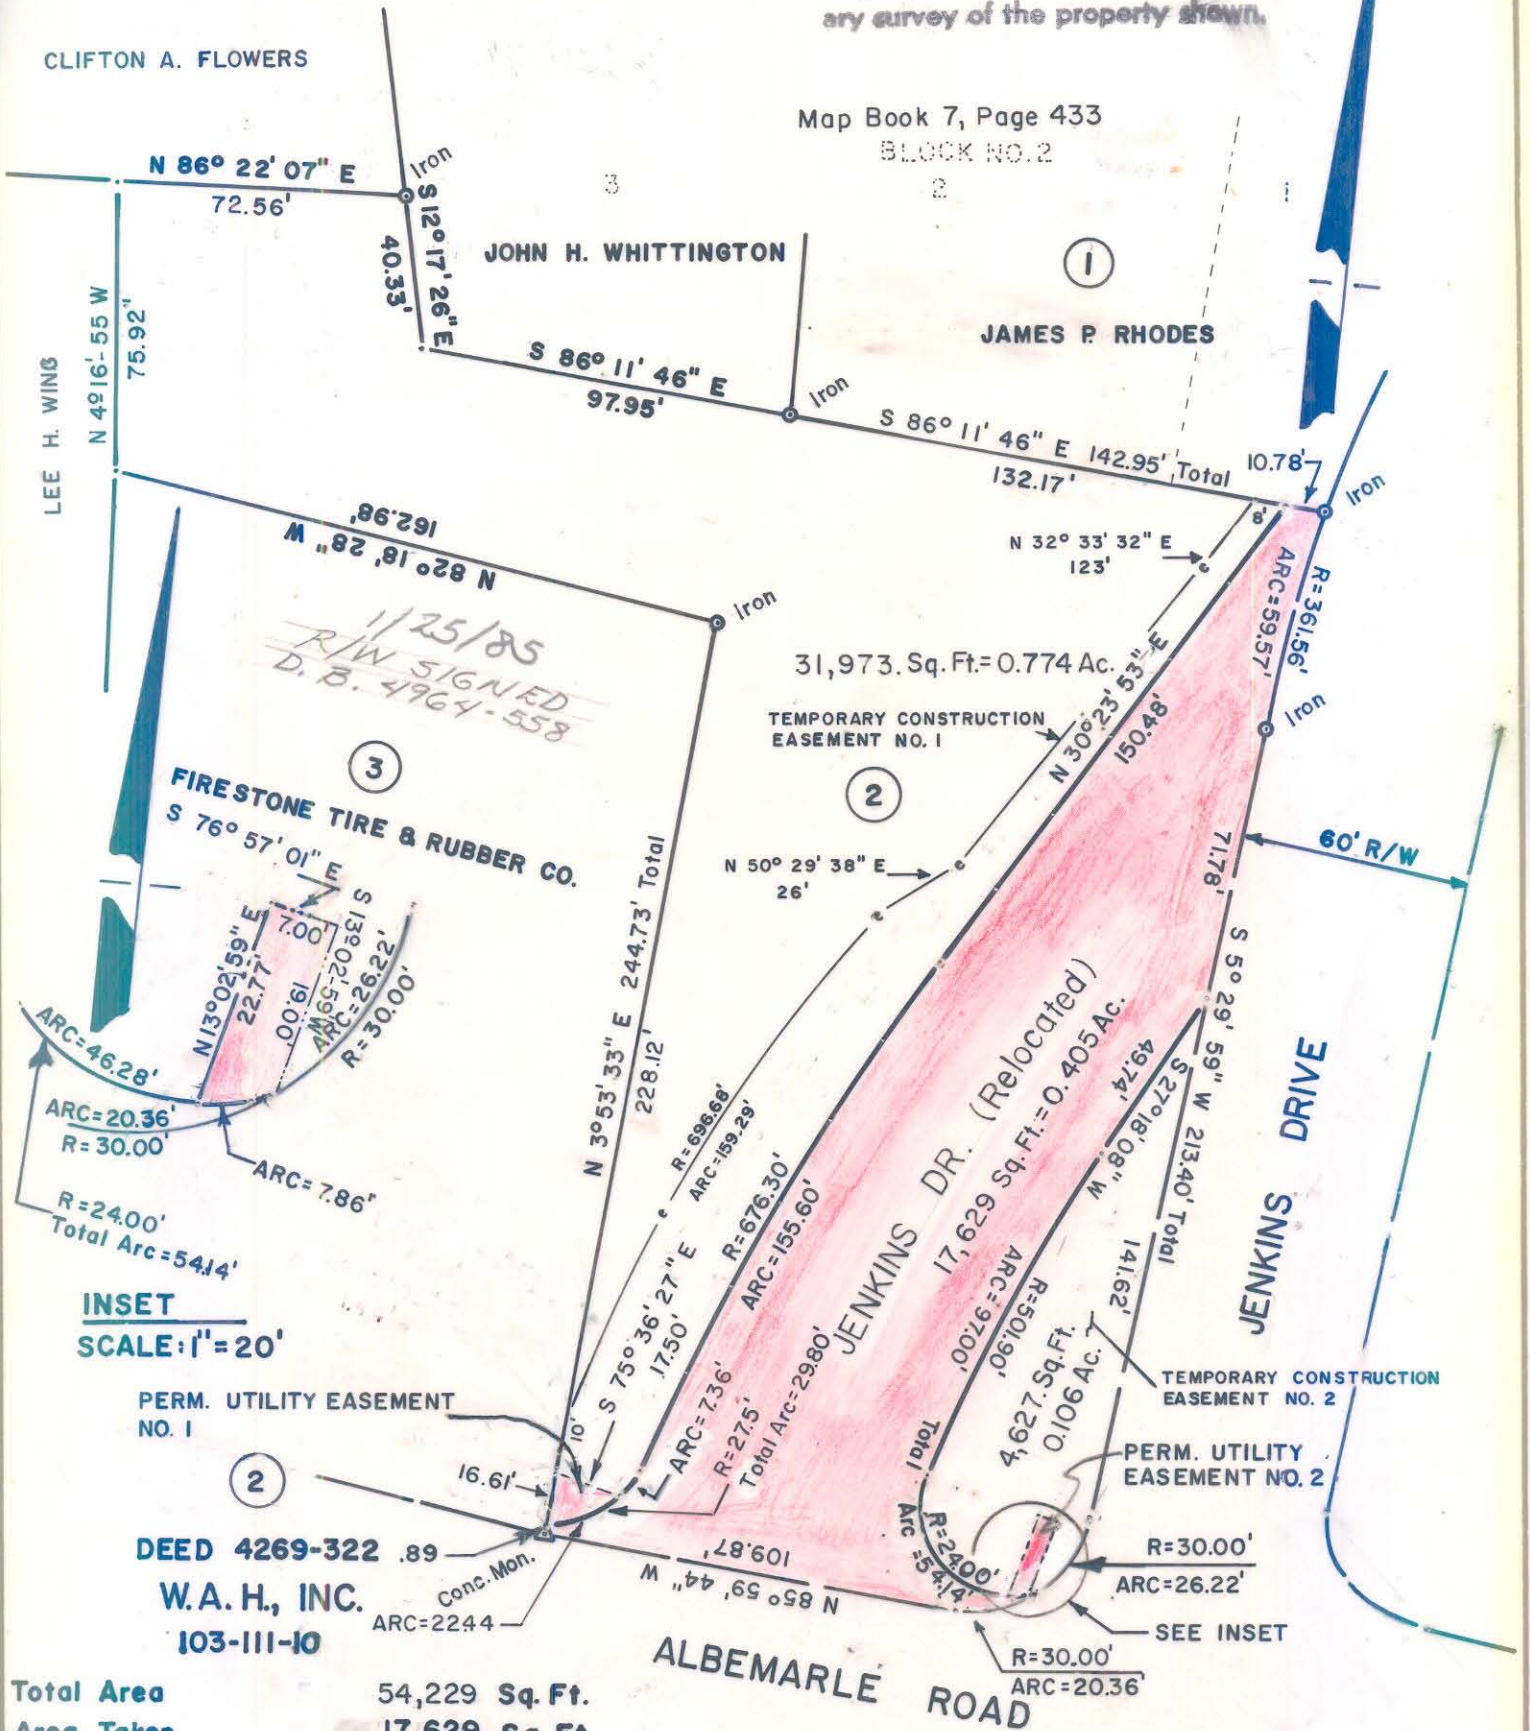 ary survey of the property shown.
CLIFTON A. FLOWERS
Map Book 7, Page 433
BLOCK NO. 2
N 86° 22' 07" E
72.56'
Iron
3
2
1
S 12° 17' 26" E
40.33'
JOHN H. WHITTINGTON
1
JAMES P. RHODES
LEE H. WING
N 4° 16'-55 W
75.92"
S 86° 11' 46" E
97.95'
Iron
S 86° 11' 46" E 142.95' Total
132.17'
10.78'
Iron
8'
N 32° 33' 32" E
123'
162.98'
N 82° 18' 28" W
Iron
R=361.56'
ARC=59.57'
Iron
1/25/85
R/W SIGNED
D. B. 4964-558
31,973. Sq. Ft.= 0.774 Ac.
N 30° 23' 53" E
150.48'
TEMPORARY CONSTRUCTION
EASEMENT NO. 1
3
FIRESTONE TIRE & RUBBER CO.
2
60' R/W
71.78'
S 76° 57' 01" E
N 50° 29' 38" E
26'
7.00'
N 13° 02' 59" E
22.77'
S 13° 02'-59 W
19.00'
ARC=26.22'
R=30.00'
N 3° 53' 33" E 244.73' Total
228.12'
S 5° 29' 59" W 213.40' Total
ARC=46.28'
ARC=20.36'
R=30.00'
ARC=7.86'
R=24.00'
Total Arc=54.14'
JENKINS DR. (Relocated)
17,629 Sq. Ft.= 0.405 Ac.
49.74'
S 27° 18' 08" W
JENKINS DRIVE
R=696.68'
ARC=159.29'
R=676.30'
ARC=155.60'
141.62'
R=501.90'
ARC=97.00'
INSET
SCALE: 1"=20'
S 75° 36' 27" E
17.50'
4,627. Sq. Ft.
0.106 Ac.
TEMPORARY CONSTRUCTION
EASEMENT NO. 2
PERM. UTILITY EASEMENT
NO. 1
10'
ARC=7.36'
R=27.5'
Total Arc=29.80'
PERM. UTILITY
EASEMENT NO. 2
2
16.61'
Total
Arc
=54.14'
R=24.00'
DEED 4269-322
.89
Conc. Mon.
109.87'
N 85° 59' 44" W
R=30.00'
ARC=26.22'
W.A.H., INC.
103-111-10
ARC=22.44
SEE INSET
ALBEMARLE ROAD
R=30.00'
ARC=20.36'
Total Area 54,229 Sq. Ft.
Area Taken 17,629 Sq. Ft.